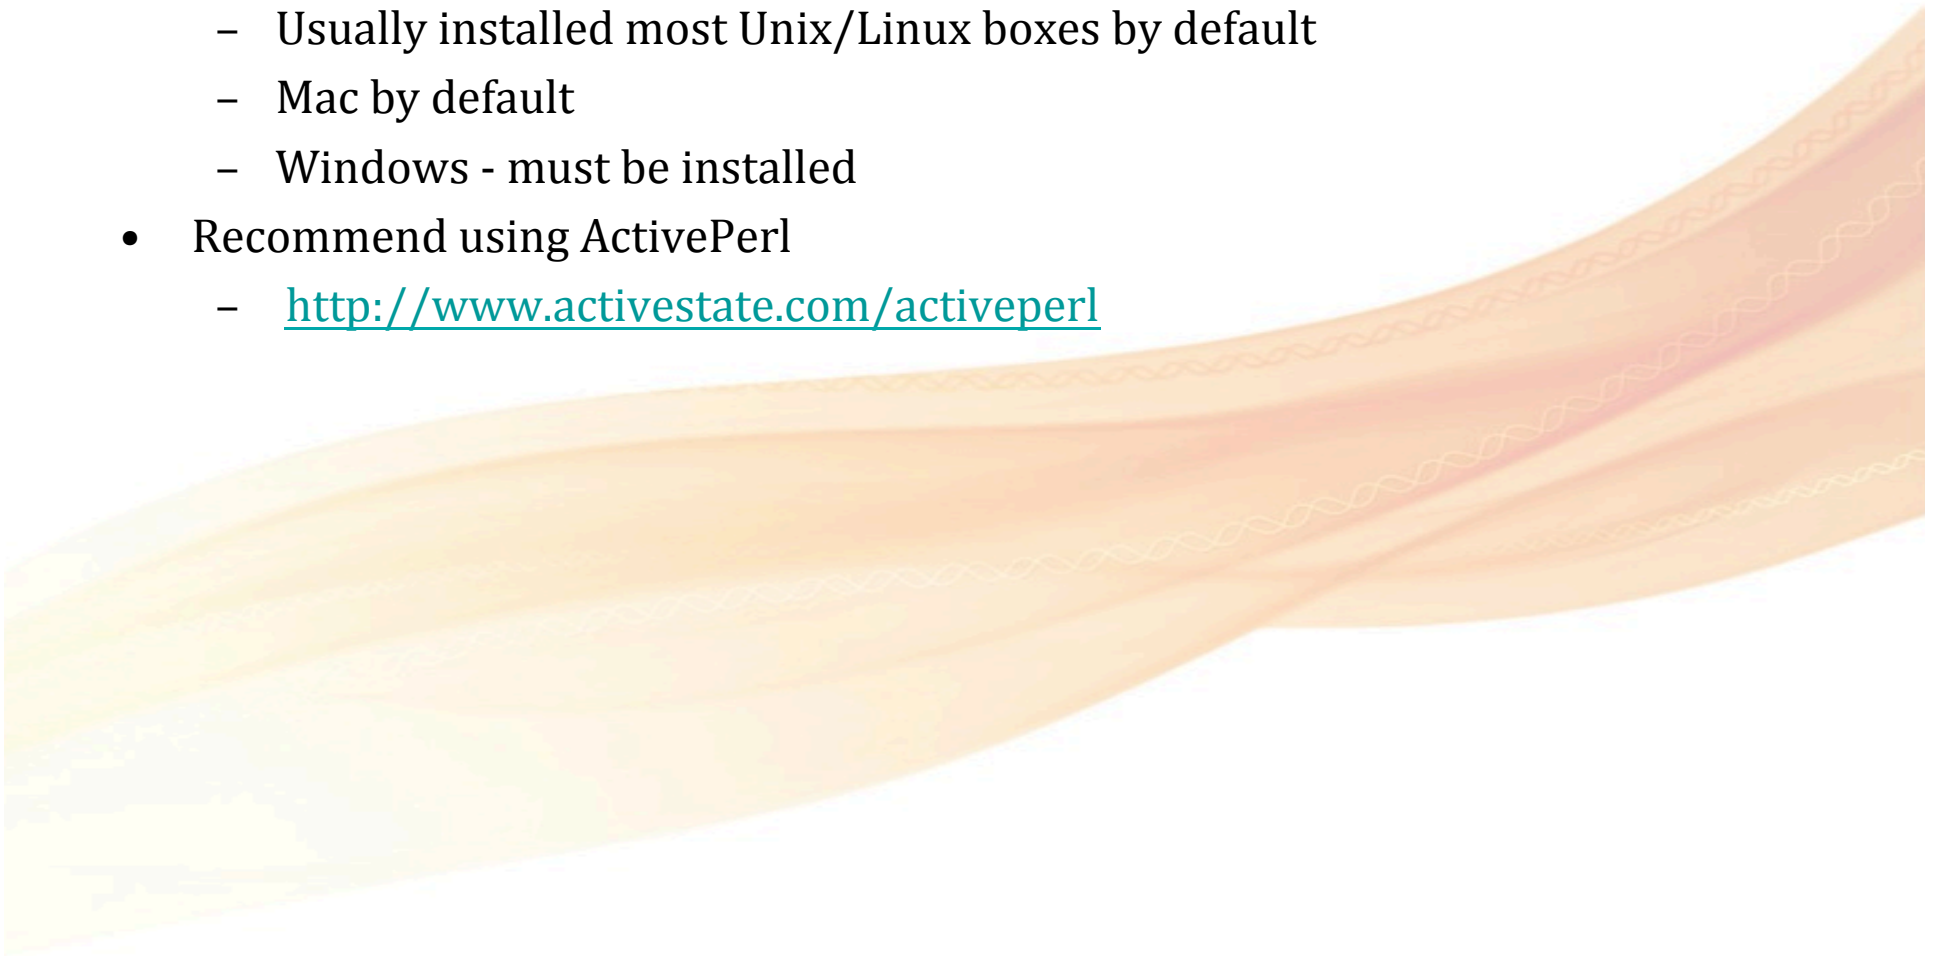 – Usually installed most Unix/Linux boxes by default
– Mac by default
– Windows - must be installed
• Recommend using ActivePerl
– http://www.activestate.com/activeperl